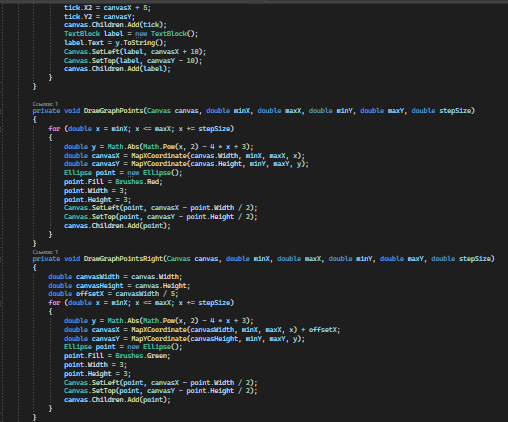 tick.X2 = canvasX + 5;
tick.Y2 = canvasY;
canvas.Children.Add(tick);
TextBlock label = new TextBlock();
label.Text = y.ToString();
Canvas.SetLeft(label, canvasX + 10);
Canvas.SetTop(label, canvasY - 10);
canvas.Children.Add(label);
}
}
Ссылок: 1
private void DrawGraphPoints(Canvas canvas, double minX, double maxX, double minY, double maxY, double stepSize)
{
for (double x = minX; x <= maxX; x += stepSize)
{
double y = Math.Abs(Math.Pow(x, 2) - 4 * x + 3);
double canvasX = MapXCoordinate(canvas.Width, minX, maxX, x);
double canvasY = MapYCoordinate(canvas.Height, minY, maxY, y);
Ellipse point = new Ellipse();
point.Fill = Brushes.Red;
point.Width = 3;
point.Height = 3;
Canvas.SetLeft(point, canvasX - point.Width / 2);
Canvas.SetTop(point, canvasY - point.Height / 2);
canvas.Children.Add(point);
}
}
Ссылок: 1
private void DrawGraphPointsRight(Canvas canvas, double minX, double maxX, double minY, double maxY, double stepSize)
{
double canvasWidth = canvas.Width;
double canvasHeight = canvas.Height;
double offsetX = canvasWidth / 5;
for (double x = minX; x <= maxX; x += stepSize)
{
double y = Math.Abs(Math.Pow(x, 2) - 4 * x + 3);
double canvasX = MapXCoordinate(canvasWidth, minX, maxX, x) + offsetX;
double canvasY = MapYCoordinate(canvasHeight, minY, maxY, y);
Ellipse point = new Ellipse();
point.Fill = Brushes.Green;
point.Width = 3;
point.Height = 3;
Canvas.SetLeft(point, canvasX - point.Width / 2);
Canvas.SetTop(point, canvasY - point.Height / 2);
canvas.Children.Add(point);
}
}